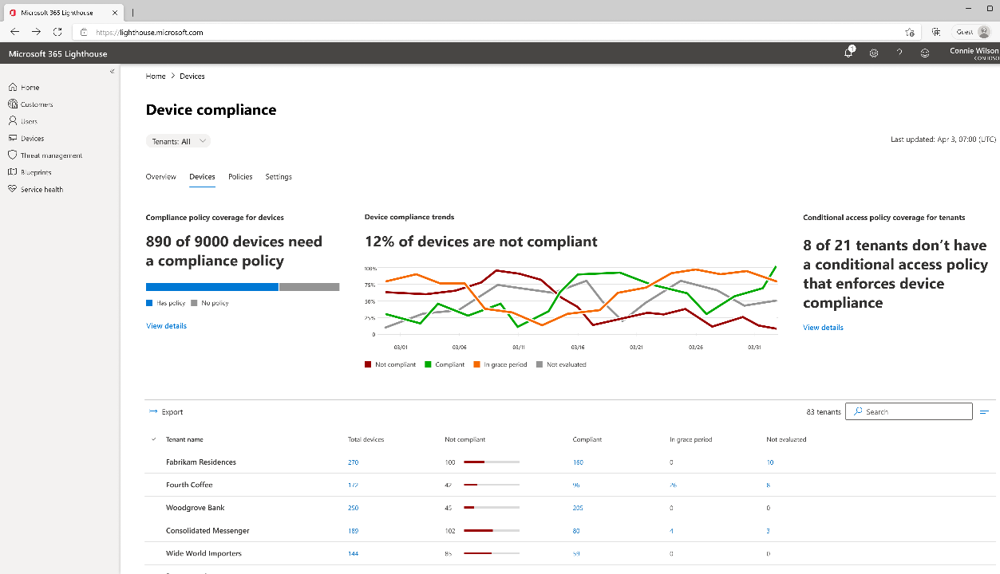 Microsoft 365 Lighthouse
https://lighthouse.microsoft.com
Guest
Microsoft 365 Lighthouse
1
Connie Wilson
CONTOSO
Home
Customers
Users
Devices
Threat management
Blueprints
Service health
Home > Devices
Device compliance
Tenants: All
Last updated: Apr 3, 07:00 (UTC)
Overview
Devices
Policies
Settings
Compliance policy coverage for devices
890 of 9000 devices need
a compliance policy
Has policy
No policy
View details
Device compliance trends
12% of devices are not compliant
100%
75%
50%
25%
0
03/01
03/06
03/11
03/16
03/21
03/26
03/31
Not compliant
Compliant
In grace period
Not evaluated
Conditional access policy coverage for tenants
8 of 21 tenants don’t have
a conditional access policy
that enforces device
compliance
View details
Export
83 tenants
Search
Tenant name Total devices Not compliant Compliant In grace period Not evaluated
Fabrikam Residences 270 100 160 0 10
Fourth Coffee 172 42 96 26 8
Woodgrove Bank 250 45 205 0 0
Consolidated Messenger 189 102 80 4 3
Wide World Importers 144 85 59 0 0